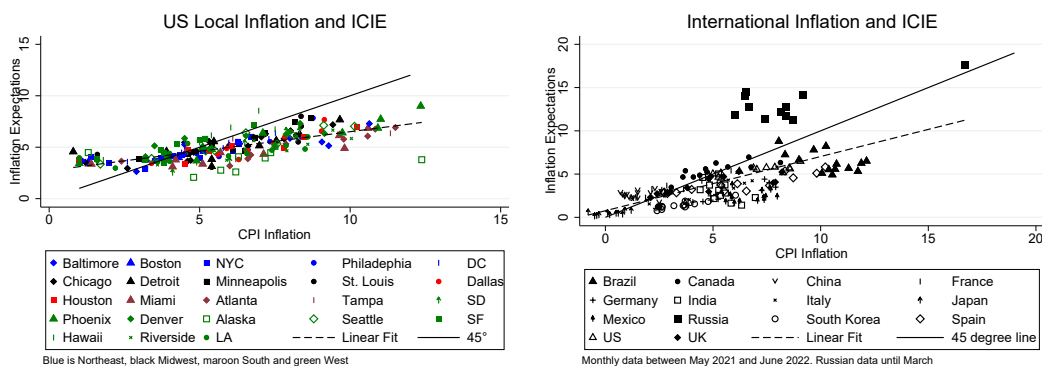 US Local Inflation and ICIE
Inflation Expectations
15
10
5
0
0
5
10
15
CPI Inflation
Baltimore Boston NYC Philadephia DC
Chicago Detroit Minneapolis St. Louis Dallas
Houston Miami Atlanta Tampa SD
Phoenix Denver Alaska Seattle SF
Hawaii Riverside LA Linear Fit 45°
Blue is Northeast, black Midwest, maroon South and green West
International Inflation and ICIE
Inflation Expectations
20
15
10
5
0
0
5
10
15
20
CPI Inflation
Brazil Canada China France
Germany India Italy Japan
Mexico Russia South Korea Spain
US UK Linear Fit 45 degree line
Monthly data between May 2021 and June 2022. Russian data until March